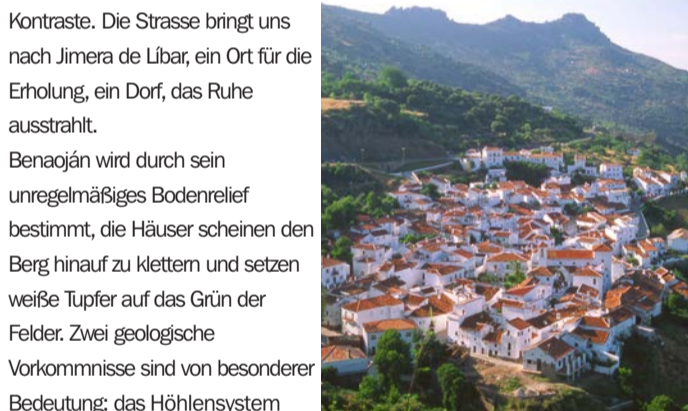 Kontraste. Die Strasse bringt uns
nach Jimera de Líbar, ein Ort für die
Erholung, ein Dorf, das Ruhe
ausstrahlt.
Benaoján wird durch sein
unregelmäßiges Bodenrelief
bestimmt, die Häuser scheinen den
Berg hinauf zu klettern und setzen
weiße Tupfer auf das Grün der
Felder. Zwei geologische
Vorkommnisse sind von besonderer
Bedeutung: das Höhlensystem